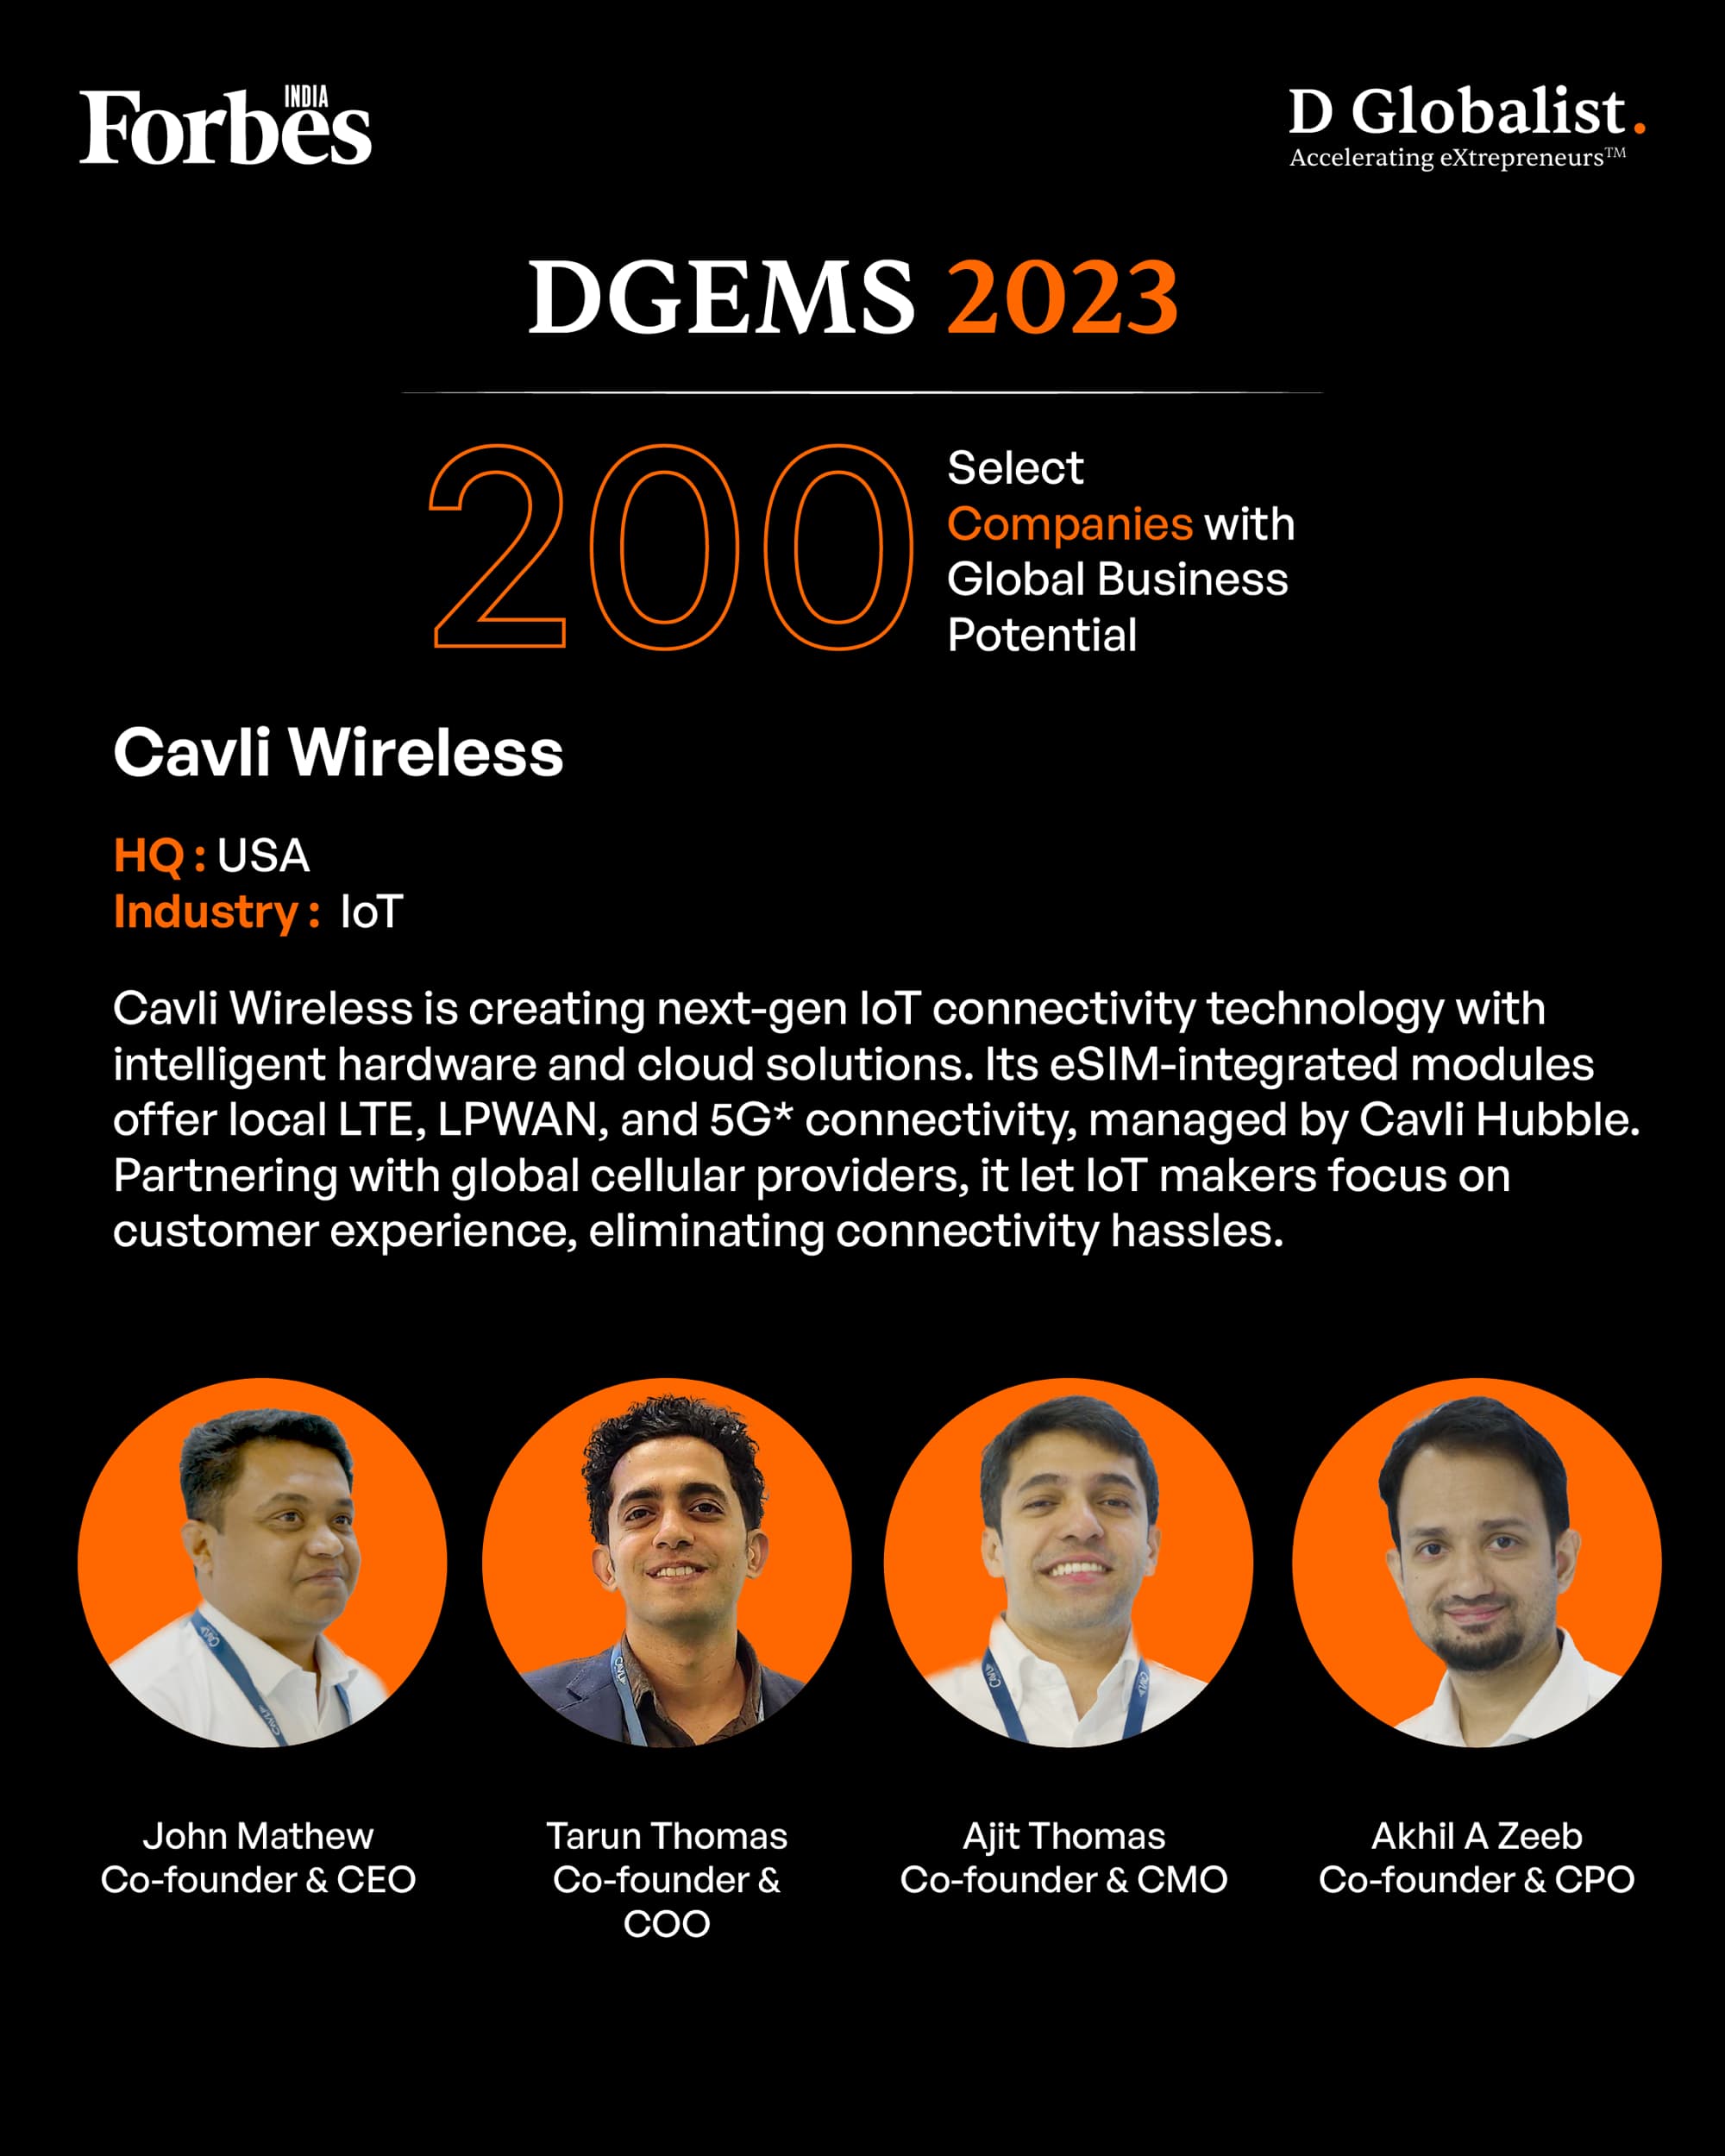 Forbes INDIA
D Globalist.
Accelerating eXtrepreneurs™
DGEMS 2023
200
Select
Companies with
Global Business
Potential
Cavli Wireless
HQ : USA
Industry : IoT
Cavli Wireless is creating next-gen IoT connectivity technology with
intelligent hardware and cloud solutions. Its eSIM-integrated modules
offer local LTE, LPWAN, and 5G* connectivity, managed by Cavli Hubble.
Partnering with global cellular providers, it let IoT makers focus on
customer experience, eliminating connectivity hassles.
John Mathew
Co-founder & CEO
Tarun Thomas
Co-founder &
COO
Ajit Thomas
Co-founder & CMO
Akhil A Zeeb
Co-founder & CPO